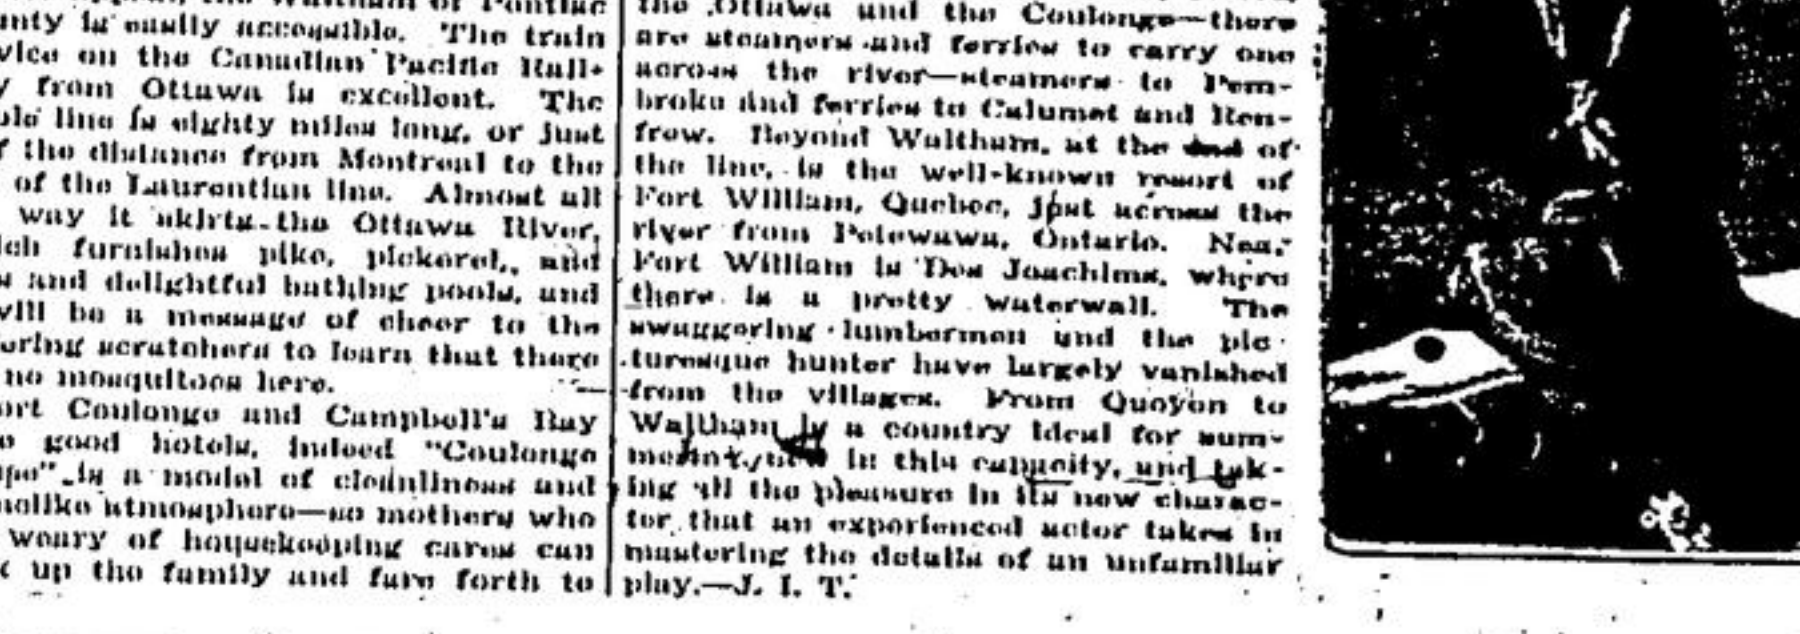 unty is easily accessible. The train
vice on the Canadian Pacific Rail-
y from Ottawa is excellent. The
ole line is eighty miles long, or just
f the distance from Montreal to the
of the Laurentian line. Almost all
way it skirts the Ottawa River,
ich furnishes pike, pickerel, and
s and delightful bathing pools, and
will be a message of cheer to the
oring scratchers to learn that there
no mosquitoes here.
ort Coulonge and Campbell's Bay
e good hotels, indeed "Coulonge
is a model of cleanliness and
melike atmosphere—so mothers who
weary of housekeeping cares can
k up the family and fare forth to
the Ottawa and the Coulonge—there
are steamers and ferries to carry one
across the river—steamers to Pem-
broke and ferries to Calumet and Ren-
frew. Beyond Waltham, at the end of
the line, is the well-known resort of
Fort William, Quebec, just across the
river from Petewawa, Ontario. Near
Fort William is Des Joachims, where
there is a pretty waterwall. The
swaggering lumbermen and the pic-
turesque hunter have largely vanished
from the villages. From Quoyon to
Waltham is a country ideal for sum-
in this capacity, and tak-
ing all the pleasure in its new charac-
ter that an experienced actor takes in
mastering the details of an unfamiliar
play.—J. I. T.